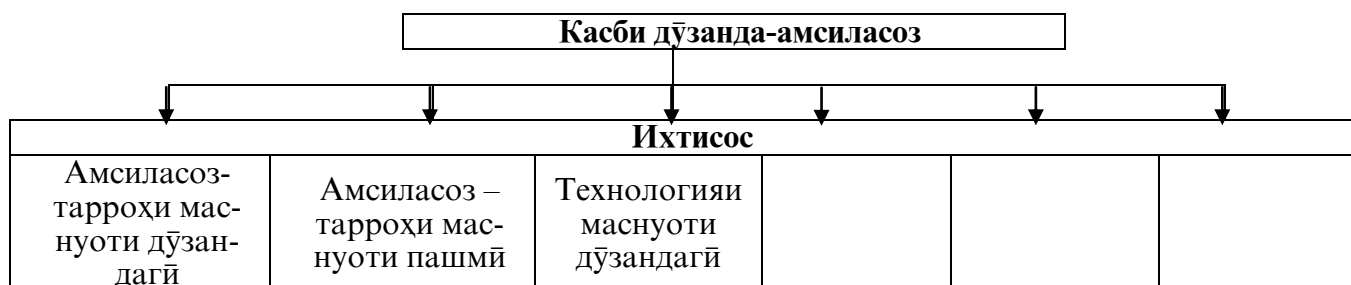 Касби дӯзанда-амсиласоз
Ихтисос
Амсиласоз-
тарроҳи мас-
нуоти дӯзан-
дагӣ
Амсиласоз –
тарроҳи мас-
нуоти пашмӣ
Технологияи
маснуоти
дӯзандагӣ